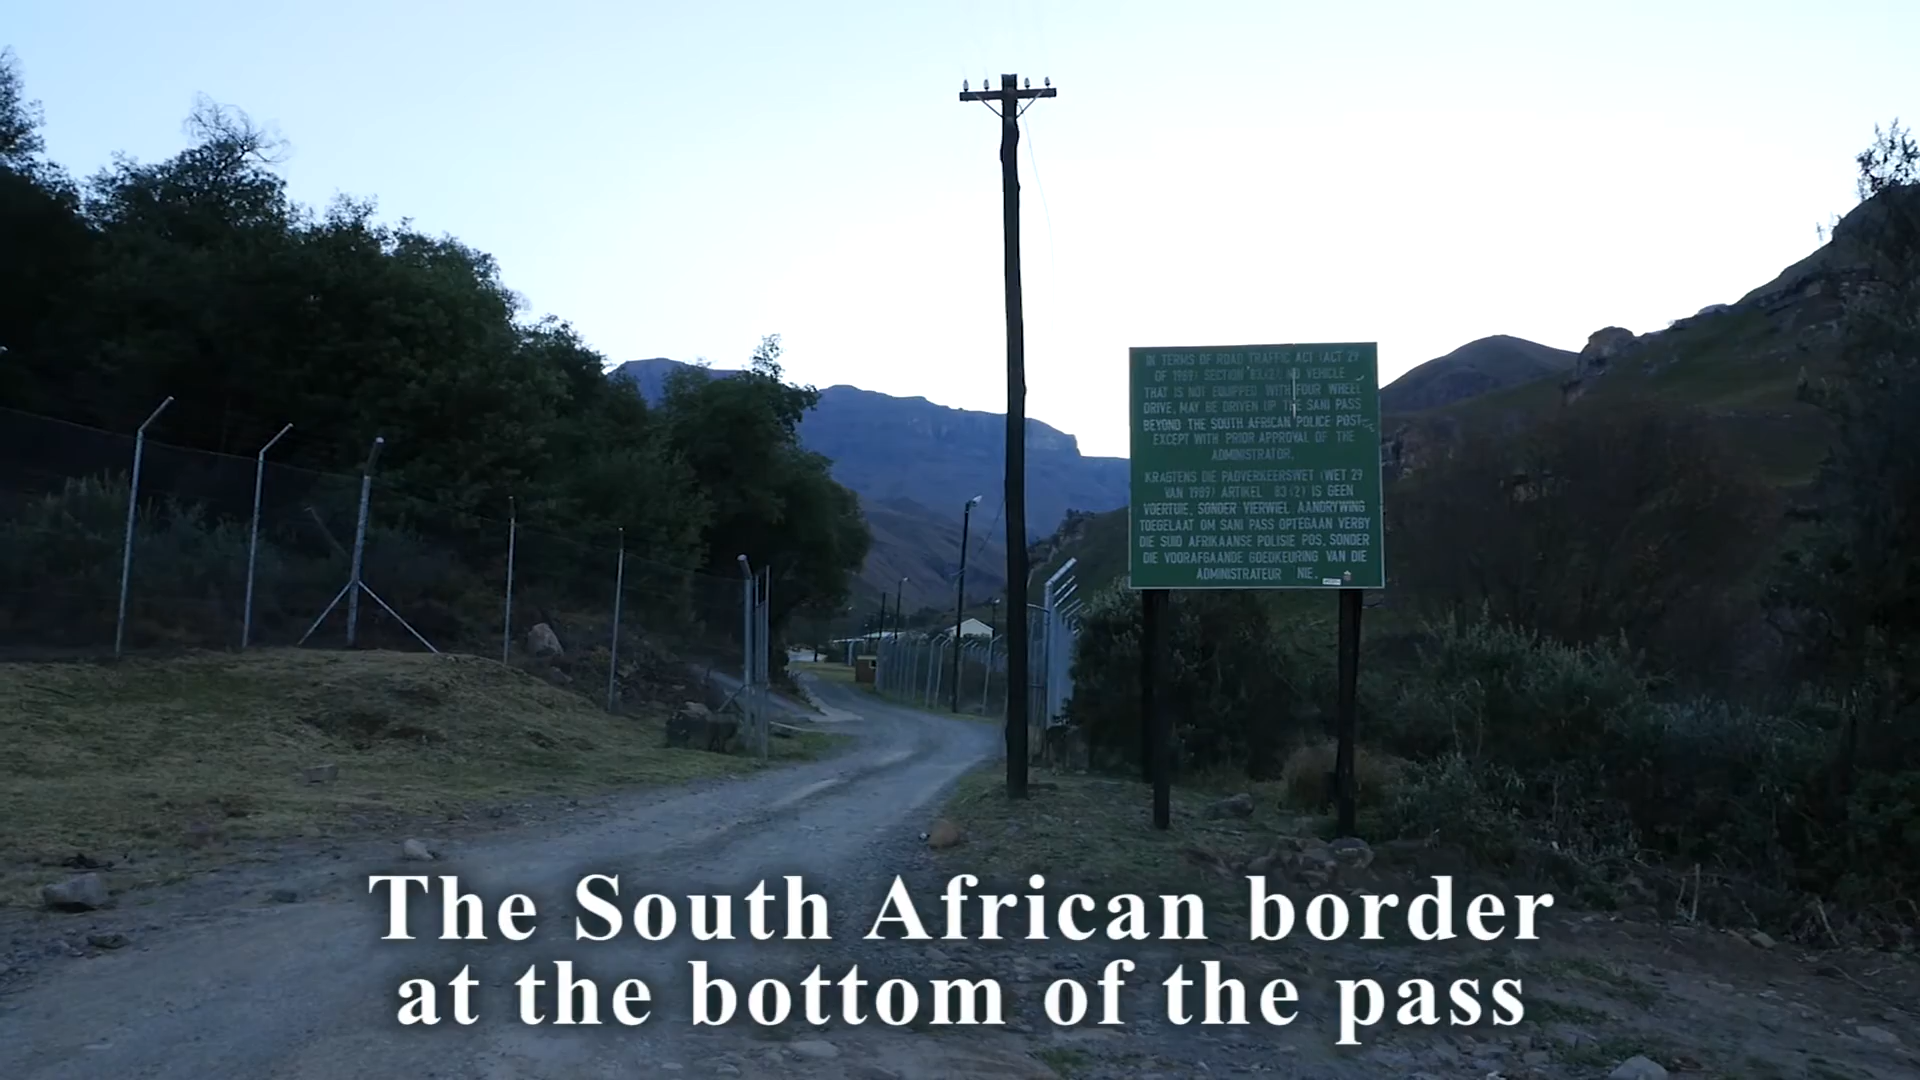 IN TERMS OF ROAD TRAFFIC ACT (ACT 29
OF 1989) SECTION 83(2), NO VEHICLE
THAT IS NOT EQUIPPED WITH FOUR WHEEL
DRIVE, MAY BE DRIVEN UP THE SANI PASS
BEYOND THE SOUTH AFRICAN POLICE POST
EXCEPT WITH PRIOR APPROVAL OF THE
ADMINISTRATOR.
KRAGTENS DIE PADVERKEERSWET (WET 29
VAN 1989) ARTIKEL 83(2) IS GEEN
VOERTUIE, SONDER VIERWIEL AANDRYWING
TOEGELAAT OM SANI PASS OPTEGAAN VERBY
DIE SUID AFRIKAANSE POLISIE POS, SONDER
DIE VOORAFGAANDE GOEDKEURING VAN DIE
ADMINISTRATEUR NIE.
The South African border
at the bottom of the pass